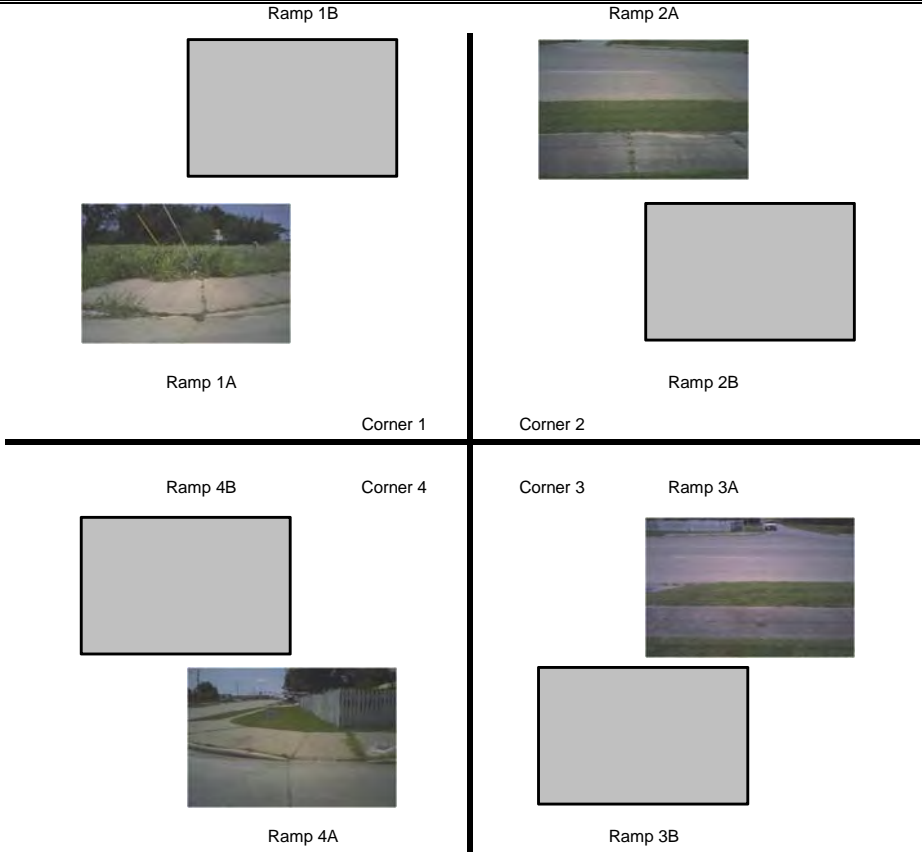 Ramp 1B
Ramp 2A
Ramp 1A
Ramp 2B
Corner 1
Corner 2
Ramp 4B
Corner 4
Corner 3
Ramp 3A
Ramp 4A
Ramp 3B